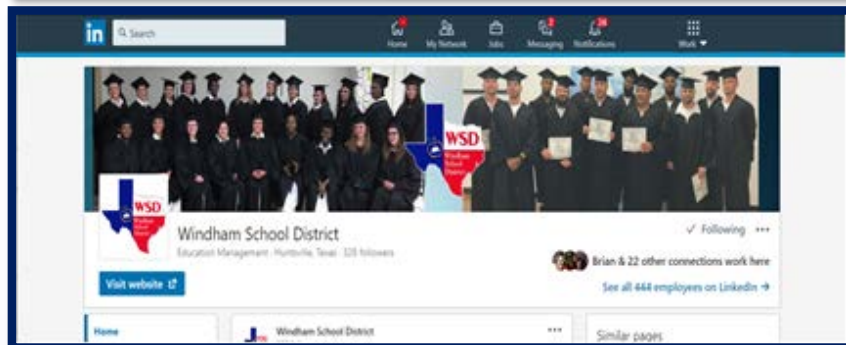 in Search
2 24
Home My Network Jobs Messaging Notifications Work
WSD
Windham
School
District
WSD
Windham
School
District
Windham School District
Education Management · Huntsville, Texas · 328 followers
✓ Following ···
Brian & 22 other connections work here
Visit website
See all 444 employees on LinkedIn →
Home
Windham School District
···
Similar pages